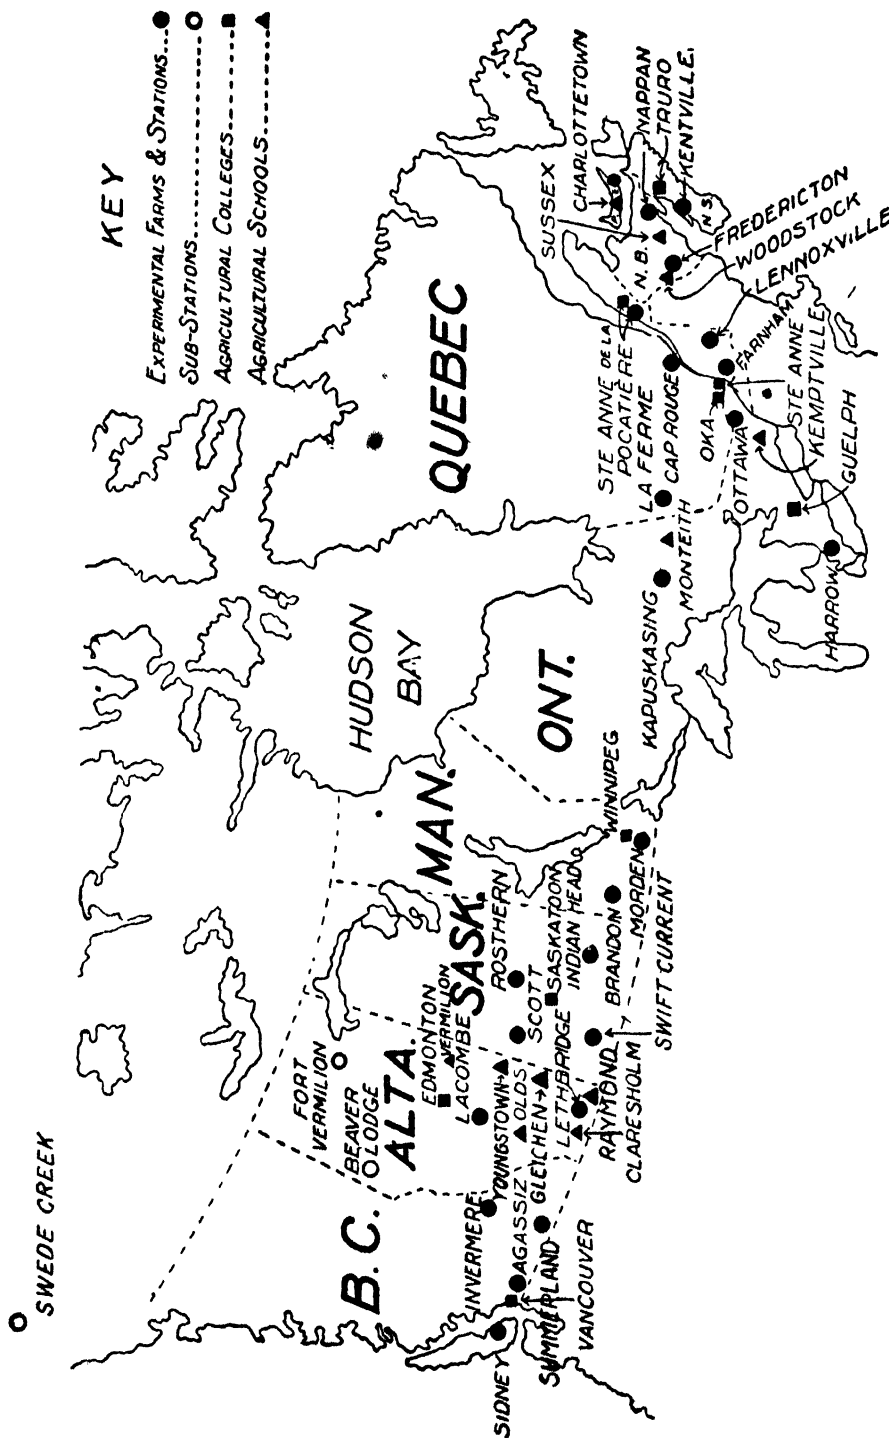 KEY
EXPERIMENTAL FARMS & STATIONS...
SUB-STATIONS
AGRICULTURAL COLLEGES
AGRICULTURAL SCHOOLS
SWEDE CREEK
FORT
VERMILION
BEAVER
LODGE
B.C.
ALTA.
SASK.
MAN.
HUDSON
BAY
ONT.
QUEBEC
EDMONTON
VERMILION
LACOMBE
ROSTHERN
INVERMERE
YOUNGSTOWN
SCOTT
SASKATOON
INDIAN HEAD
AGASSIZ
OLDS
GLEICHEN
LETHBRIDGE
SIDNEY
SUMMERLAND
VANCOUVER
RAYMOND
CLARESHOLM
SWIFT CURRENT
BRANDON
MORDEN
WINNIPEG
KAPUSKASING
MONTEITH
LA FERME
CAP ROUGE
STE ANNE DE LA
POCATIÈRE
OKA
OTTAWA
HARROW
GUELPH
KEMPTVILLE
STE ANNE
FARNHAM
LENNOXVILLE
WOODSTOCK
FREDERICTON
N.B.
SUSSEX
CHARLOTTETOWN
NAPPAN
TRURO
KENTVILLE.
N.S.